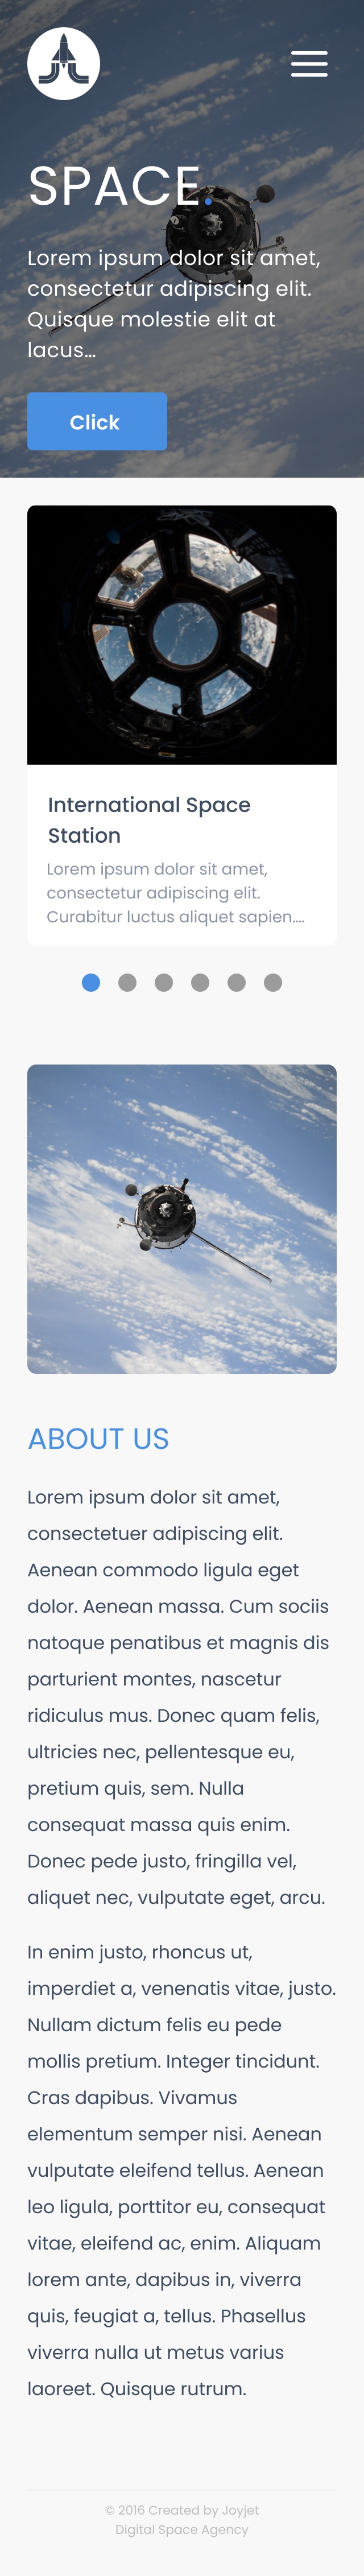 SPACE.
Lorem ipsum dolor sit amet,
consectetur adipiscing elit.
Quisque molestie elit at
lacus...
Click
International Space
Station
Lorem ipsum dolor sit amet,
consectetur adipiscing elit.
Curabitur luctus aliquet sapien....
ABOUT US
Lorem ipsum dolor sit amet,
consectetuer adipiscing elit.
Aenean commodo ligula eget
dolor. Aenean massa. Cum sociis
natoque penatibus et magnis dis
parturient montes, nascetur
ridiculus mus. Donec quam felis,
ultricies nec, pellentesque eu,
pretium quis, sem. Nulla
consequat massa quis enim.
Donec pede justo, fringilla vel,
aliquet nec, vulputate eget, arcu.
In enim justo, rhoncus ut,
imperdiet a, venenatis vitae, justo.
Nullam dictum felis eu pede
mollis pretium. Integer tincidunt.
Cras dapibus. Vivamus
elementum semper nisi. Aenean
vulputate eleifend tellus. Aenean
leo ligula, porttitor eu, consequat
vitae, eleifend ac, enim. Aliquam
lorem ante, dapibus in, viverra
quis, feugiat a, tellus. Phasellus
viverra nulla ut metus varius
laoreet. Quisque rutrum.
© 2016 Created by Joyjet
Digital Space Agency